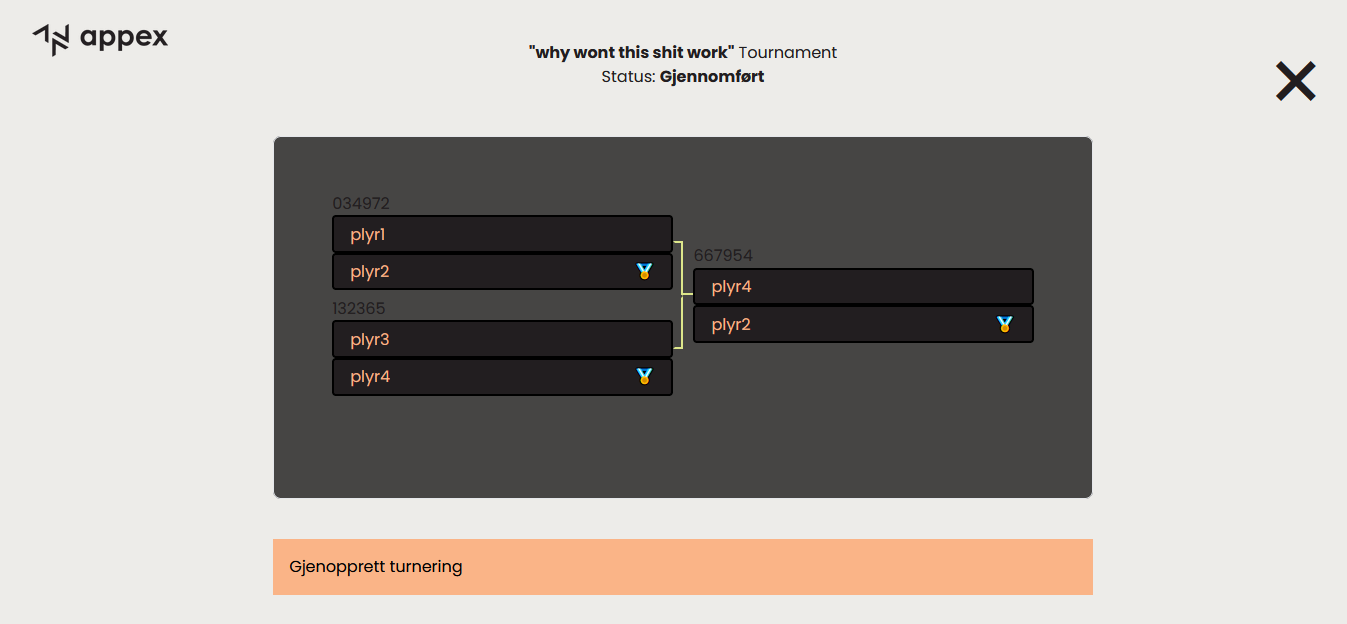 appex
"why wont this shit work" Tournament
Status: Gjennomført
034972
plyr1
plyr2
132365
plyr3
plyr4
667954
plyr4
plyr2
Gjenopprett turnering